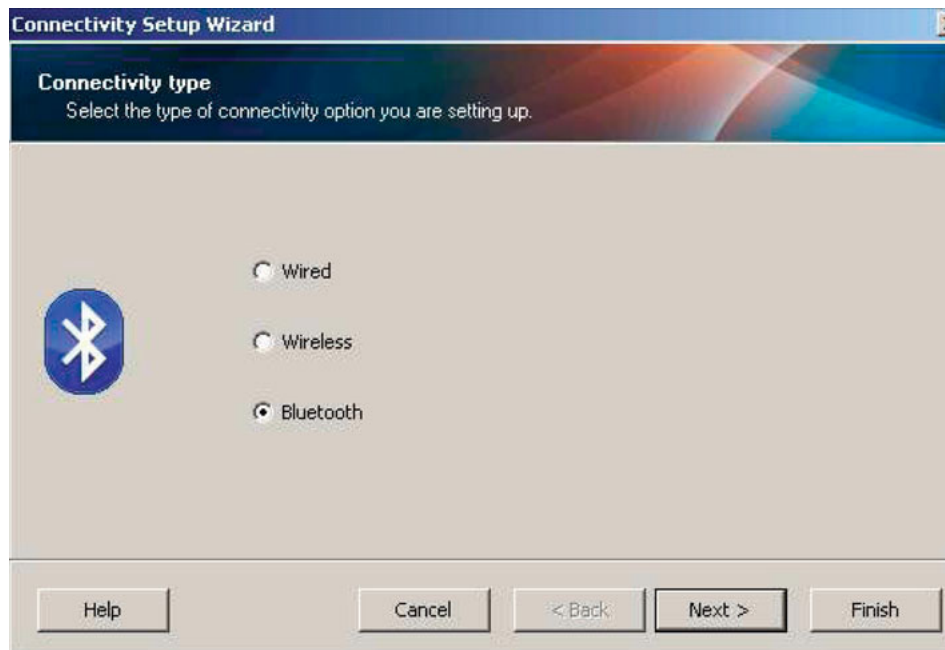 Connectivity Setup Wizard
Connectivity type
Select the type of connectivity option you are setting up.
Wired
Wireless
Bluetooth
Help
Cancel
< Back
Next >
Finish